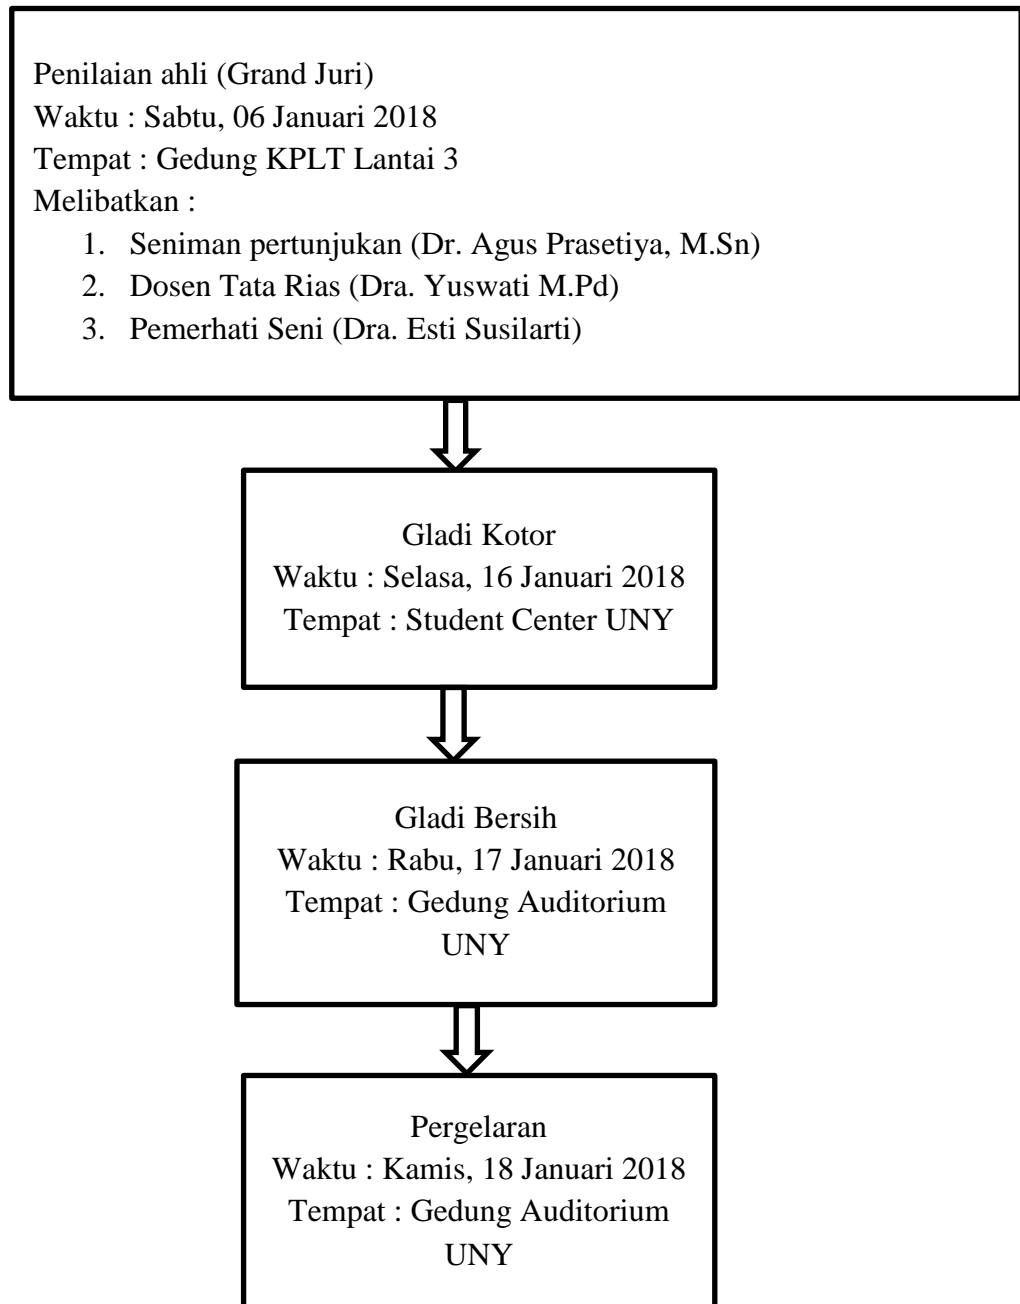 Penilaian ahli (Grand Juri)
Waktu : Sabtu, 06 Januari 2018
Tempat : Gedung KPLT Lantai 3
Melibatkan :
1. Seniman pertunjukan (Dr. Agus Prasetiya, M.Sn)
2. Dosen Tata Rias (Dra. Yuswati M.Pd)
3. Pemerhati Seni (Dra. Esti Susilarti)
Gladi Kotor
Waktu : Selasa, 16 Januari 2018
Tempat : Student Center UNY
Gladi Bersih
Waktu : Rabu, 17 Januari 2018
Tempat : Gedung Auditorium
UNY
Pergelaran
Waktu : Kamis, 18 Januari 2018
Tempat : Gedung Auditorium
UNY